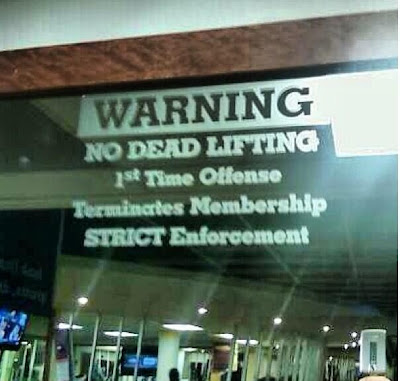 WARNING
NO DEAD LIFTING
1st Time Offense
Terminates Membership
STRICT Enforcement